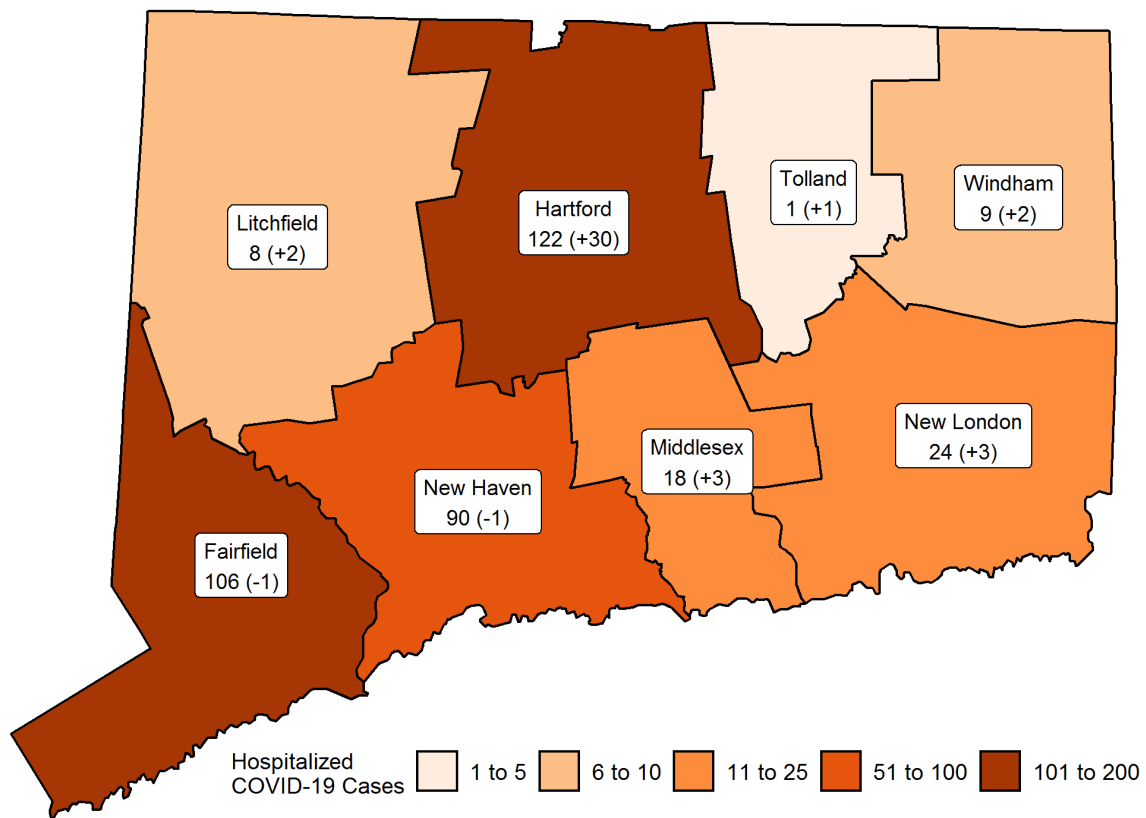 Tolland
1 (+1)
Windham
9 (+2)
Hartford
122 (+30)
Litchfield
8 (+2)
New London
24 (+3)
Middlesex
18 (+3)
New Haven
90 (-1)
Fairfield
106 (-1)
Hospitalized
COVID-19 Cases
1 to 5
6 to 10
11 to 25
51 to 100
101 to 200